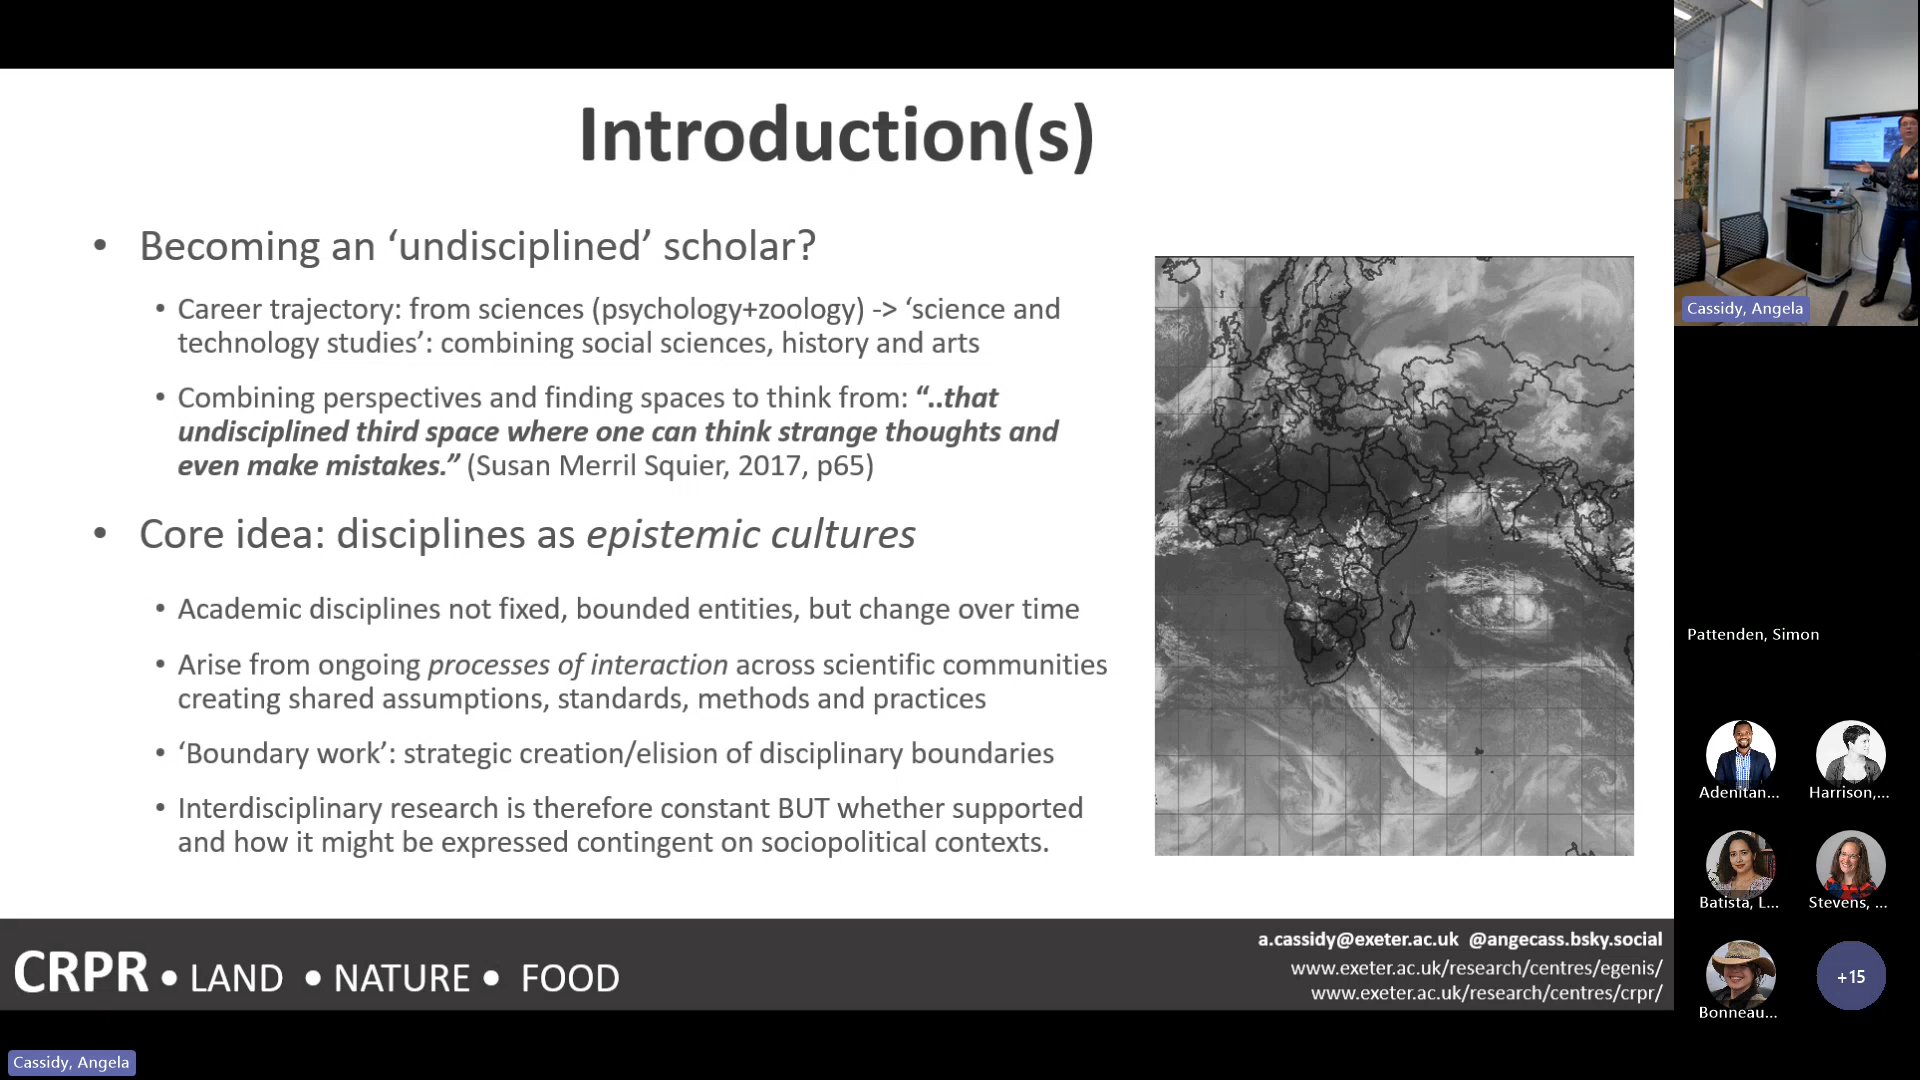 Introduction(s)
• Becoming an ‘undisciplined’ scholar?
• Career trajectory: from sciences (psychology+zoology) -> ‘science and
technology studies’: combining social sciences, history and arts
• Combining perspectives and finding spaces to think from: “..that
undisciplined third space where one can think strange thoughts and
even make mistakes.” (Susan Merril Squier, 2017, p65)
• Core idea: disciplines as epistemic cultures
• Academic disciplines not fixed, bounded entities, but change over time
• Arise from ongoing processes of interaction across scientific communities
creating shared assumptions, standards, methods and practices
• ‘Boundary work’: strategic creation/elision of disciplinary boundaries
• Interdisciplinary research is therefore constant BUT whether supported
and how it might be expressed contingent on sociopolitical contexts.
CRPR • LAND • NATURE • FOOD
a.cassidy@exeter.ac.uk @angecass.bsky.social
www.exeter.ac.uk/research/centres/egenis/
www.exeter.ac.uk/research/centres/crpr/
Cassidy, Angela
Cassidy, Angela
Pattenden, Simon
Adenitan...
Harrison,...
Batista, L...
Stevens, ...
Bonneau...
+15